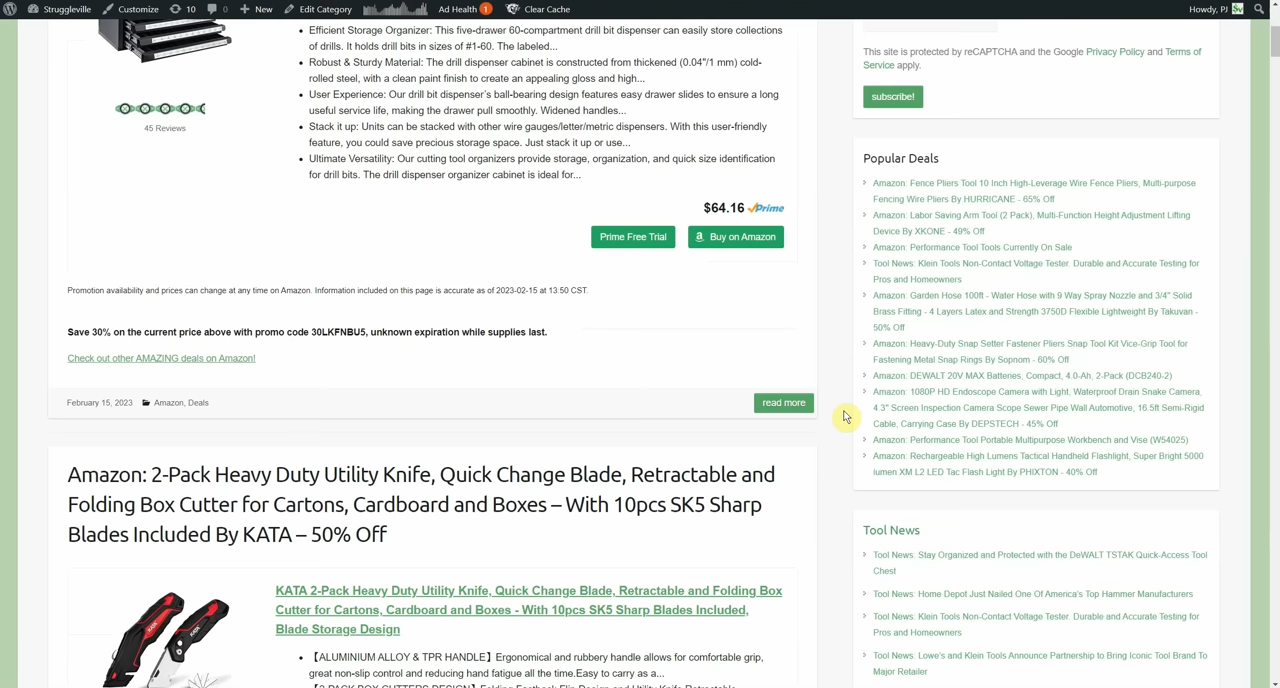 Struggleville Customize 10 0 New Edit Category Ad Health 1 Clear Cache Howdy, PJ
Efficient Storage Organizer: This five-drawer 60-compartment drill bit dispenser can easily store collections
of drills. It holds drill bits in sizes of #1-60. The labeled...
Robust & Sturdy Material: The drill dispenser cabinet is constructed from thickened (0.04"/1 mm) cold-
rolled steel, with a clean paint finish to create an appealing gloss and high...
User Experience: Our drill bit dispenser's ball-bearing design features easy drawer slides to ensure a long
useful service life, making the drawer pull smoothly. Widened handles...
Stack it up: Units can be stacked with other wire gauges/letter/metric dispensers. With this user-friendly
feature, you could save precious storage space. Just stack it up or use...
Ultimate Versatility: Our cutting tool organizers provide storage, organization, and quick size identification
for drill bits. The drill dispenser organizer cabinet is ideal for...
45 Reviews
$64.16 Prime
Prime Free Trial
Buy on Amazon
Promotion availability and prices can change at any time on Amazon. Information included on this page is accurate as of 2023-02-15 at 13:50 CST.
Save 30% on the current price above with promo code 30LKFNBU5, unknown expiration while supplies last.
Check out other AMAZING deals on Amazon!
February 15, 2023 Amazon, Deals
read more
Amazon: 2-Pack Heavy Duty Utility Knife, Quick Change Blade, Retractable and
Folding Box Cutter for Cartons, Cardboard and Boxes – With 10pcs SK5 Sharp
Blades Included By KATA – 50% Off
KATA 2-Pack Heavy Duty Utility Knife, Quick Change Blade, Retractable and Folding Box
Cutter for Cartons, Cardboard and Boxes - With 10pcs SK5 Sharp Blades Included,
Blade Storage Design
【ALUMINIUM ALLOY & TPR HANDLE】Ergonomical and rubbery handle allows for comfortable grip,
great non-slip control and reducing hand fatigue all the time.Easy to carry as a...
This site is protected by reCAPTCHA and the Google Privacy Policy and Terms of
Service apply.
subscribe!
Popular Deals
Amazon: Fence Pliers Tool 10 Inch High-Leverage Wire Fence Pliers, Multi-purpose
Fencing Wire Pliers By HURRICANE - 65% Off
Amazon: Labor Saving Arm Tool (2 Pack), Multi-Function Height Adjustment Lifting
Device By XKONE - 49% Off
Amazon: Performance Tool Tools Currently On Sale
Tool News: Klein Tools Non-Contact Voltage Tester. Durable and Accurate Testing for
Pros and Homeowners
Amazon: Garden Hose 100ft - Water Hose with 9 Way Spray Nozzle and 3/4" Solid
Brass Fitting - 4 Layers Latex and Strength 3750D Flexible Lightweight By Takuvan -
50% Off
Amazon: Heavy-Duty Snap Setter Fastener Pliers Snap Tool Kit Vice-Grip Tool for
Fastening Metal Snap Rings By Sopnom - 60% Off
Amazon: DEWALT 20V MAX Batteries, Compact, 4.0-Ah, 2-Pack (DCB240-2)
Amazon: 1080P HD Endoscope Camera with Light, Waterproof Drain Snake Camera,
4.3" Screen Inspection Camera Scope Sewer Pipe Wall Automotive, 16.5ft Semi-Rigid
Cable, Carrying Case By DEPSTECH - 45% Off
Amazon: Performance Tool Portable Multipurpose Workbench and Vise (W54025)
Amazon: Rechargeable High Lumens Tactical Handheld Flashlight, Super Bright 5000
iumen XM L2 LED Tac Flash Light By PHIXTON - 40% Off
Tool News
Tool News: Stay Organized and Protected with the DeWALT TSTAK Quick-Access Tool
Chest
Tool News: Home Depot Just Nailed One Of America's Top Hammer Manufacturers
Tool News: Klein Tools Non-Contact Voltage Tester. Durable and Accurate Testing for
Pros and Homeowners
Tool News: Lowe's and Klein Tools Announce Partnership to Bring Iconic Tool Brand To
Major Retailer